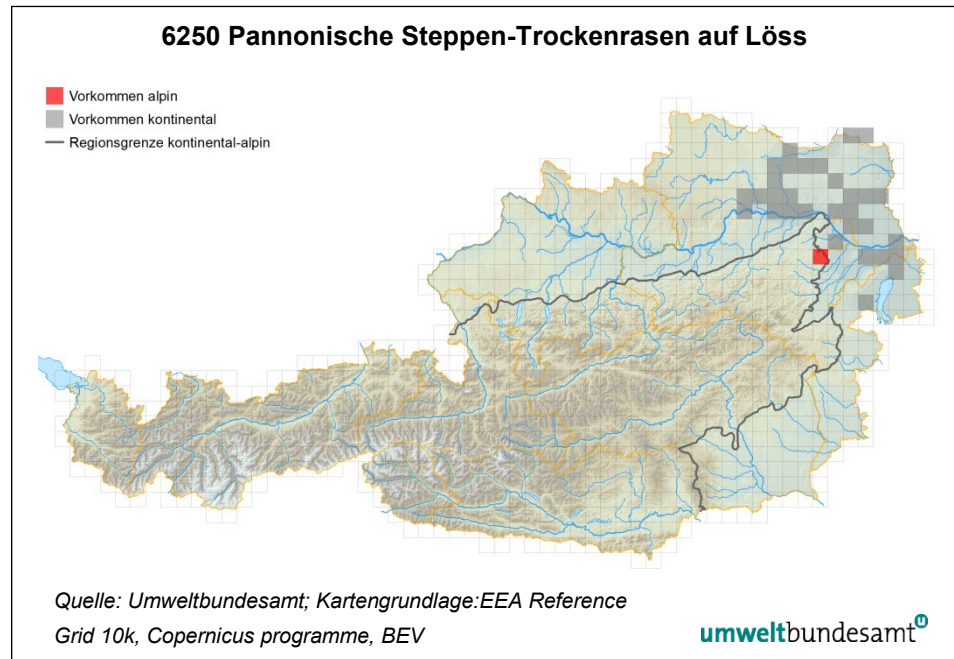 6250 Pannonische Steppen-Trockenrasen auf Löss
Vorkommen alpin
Vorkommen kontinental
Regionsgrenze kontinental-alpin
Quelle: Umweltbundesamt; Kartengrundlage:EEA Reference
Grid 10k, Copernicus programme, BEV
umweltbundesamt